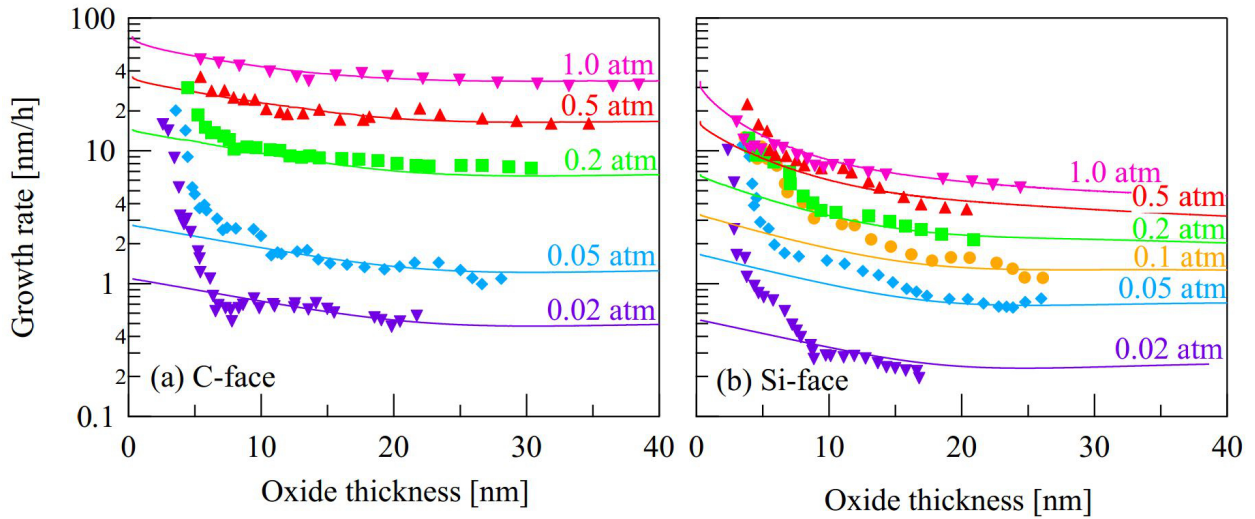 Growth rate [nm/h]
100
4
2
10
4
2
1
4
2
0.1
1.0 atm
0.5 atm
0.2 atm
0.05 atm
0.02 atm
(a) C-face
0 10 20 30 40
Oxide thickness [nm]
1.0 atm
0.5 atm
0.2 atm
0.1 atm
0.05 atm
0.02 atm
(b) Si-face
0 10 20 30 40
Oxide thickness [nm]